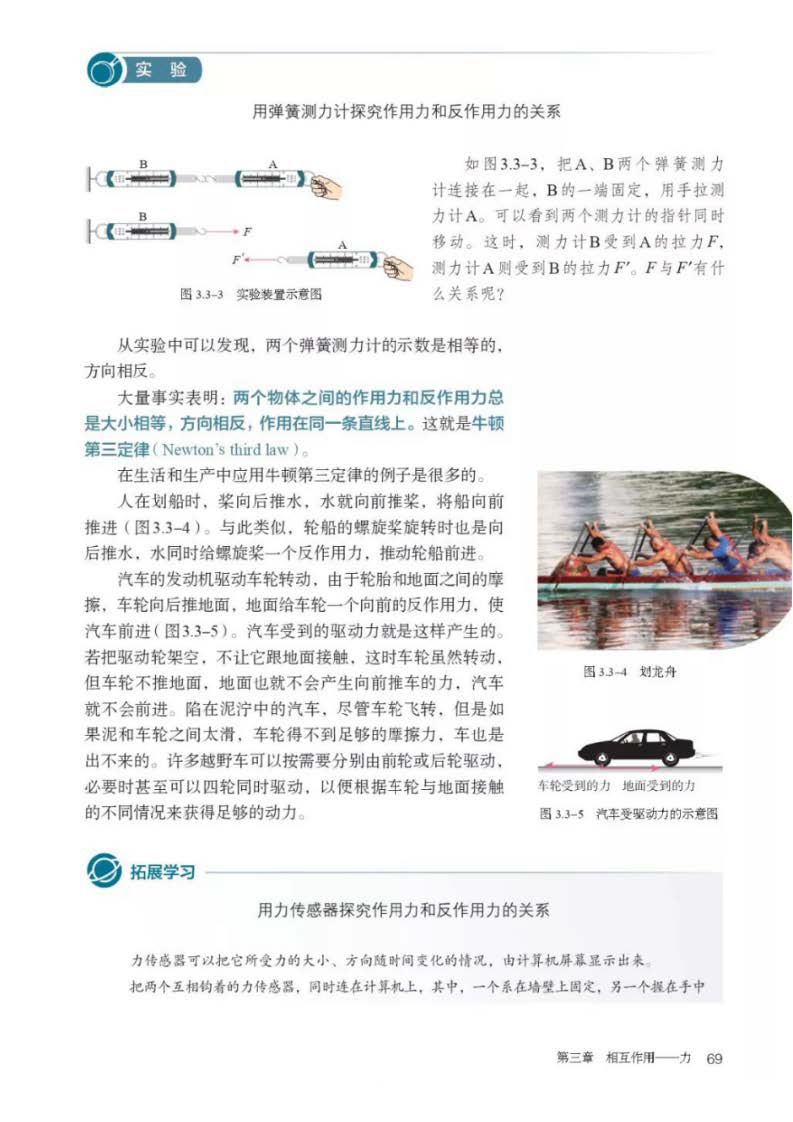 实 验
用弹簧测力计探究作用力和反作用力的关系
B
A
B
F
A
F′
图 3.3-3 实验装置示意图
如图3.3-3，把A、B两个弹簧测力
计连接在一起，B的一端固定，用手拉测
力计A。可以看到两个测力计的指针同时
移动。这时，测力计B受到A的拉力F，
测力计A则受到B的拉力F′。F与F′有什
么关系呢？
从实验中可以发现，两个弹簧测力计的示数是相等的，
方向相反。
大量事实表明：两个物体之间的作用力和反作用力总
是大小相等，方向相反，作用在同一条直线上。这就是牛顿
第三定律（Newton's third law）。
在生活和生产中应用牛顿第三定律的例子是很多的。
人在划船时，桨向后推水，水就向前推桨，将船向前
推进（图3.3-4）。与此类似，轮船的螺旋桨旋转时也是向
后推水，水同时给螺旋桨一个反作用力，推动轮船前进。
汽车的发动机驱动车轮转动，由于轮胎和地面之间的摩
擦，车轮向后推地面，地面给车轮一个向前的反作用力，使
汽车前进（图3.3-5）。汽车受到的驱动力就是这样产生的。
若把驱动轮架空，不让它跟地面接触，这时车轮虽然转动，
但车轮不推地面，地面也就不会产生向前推车的力，汽车
就不会前进。陷在泥泞中的汽车，尽管车轮飞转，但是如
果泥和车轮之间太滑，车轮得不到足够的摩擦力，车也是
出不来的。许多越野车可以按需要分别由前轮或后轮驱动，
必要时甚至可以四轮同时驱动，以便根据车轮与地面接触
的不同情况来获得足够的动力。
图 3.3-4 划龙舟
车轮受到的力 地面受到的力
图 3.3-5 汽车受驱动力的示意图
拓展学习
用力传感器探究作用力和反作用力的关系
力传感器可以把它所受力的大小、方向随时间变化的情况，由计算机屏幕显示出来。
把两个互相钩着的力传感器，同时连在计算机上，其中，一个系在墙壁上固定，另一个握在手中
第三章 相互作用——力 69